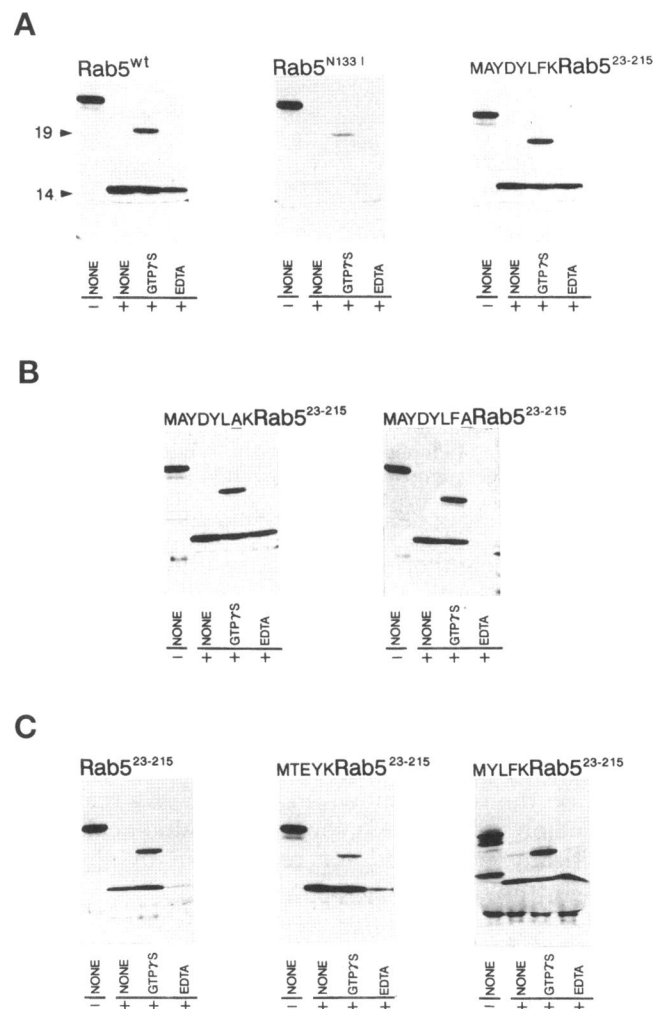 A
Rab5wt
Rab5N133 I
MAYDYLFKRab523-215
19
14
− NONE
+ NONE
+ GTPγS
+ EDTA
− NONE
+ NONE
+ GTPγS
+ EDTA
− NONE
+ NONE
+ GTPγS
+ EDTA
B
MAYDYLAKRab523-215
MAYDYLFARab523-215
− NONE
+ NONE
+ GTPγS
+ EDTA
− NONE
+ NONE
+ GTPγS
+ EDTA
C
Rab523-215
MTEYKRab523-215
MYLFKRab523-215
− NONE
+ NONE
+ GTPγS
+ EDTA
− NONE
+ NONE
+ GTPγS
+ EDTA
− NONE
+ NONE
+ GTPγS
+ EDTA